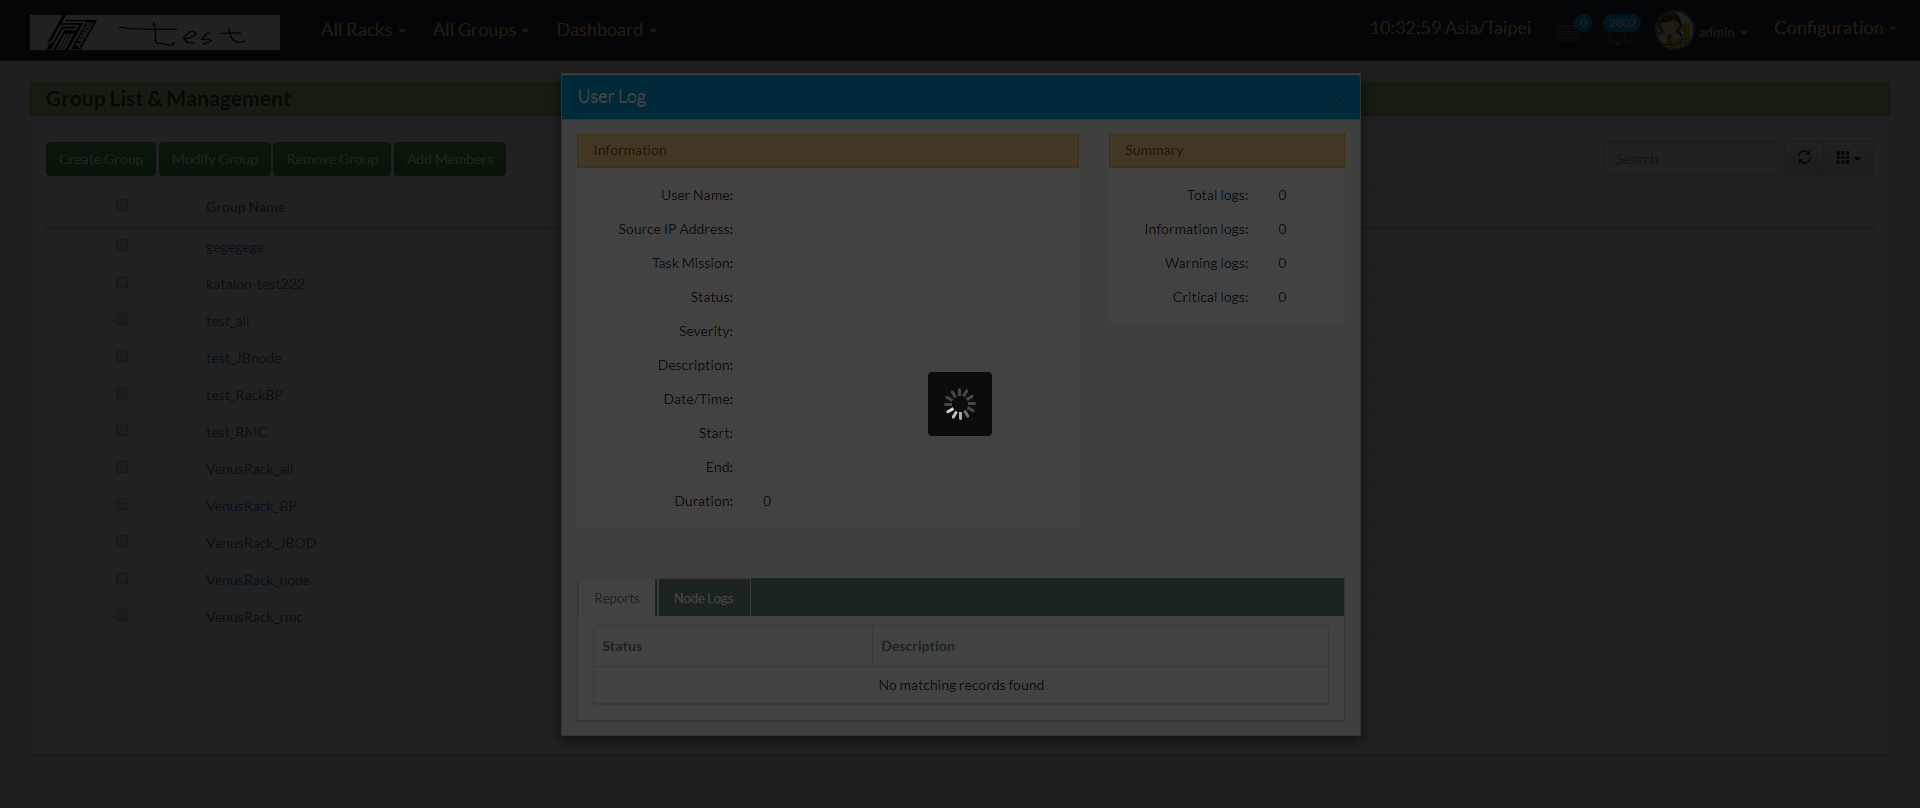 test
All Racks
All Groups
Dashboard
10:32:59 Asia/Taipei
0
2802
admin
Configuration
Group List & Management
Create Group
Modify Group
Remove Group
Add Members
Search
Group Name
gegegege
katalon-test222
test_all
test_JBnode
test_RackBP
test_RMC
VenusRack_all
VenusRack_BP
VenusRack_JBOD
VenusRack_node
VenusRack_rmc
User Log
Information
User Name:
Source IP Address:
Task Mission:
Status:
Severity:
Description:
Date/Time:
Start:
End:
Duration: 0
Summary
Total logs: 0
Information logs: 0
Warning logs: 0
Critical logs: 0
Reports
Node Logs
Status Description
No matching records found